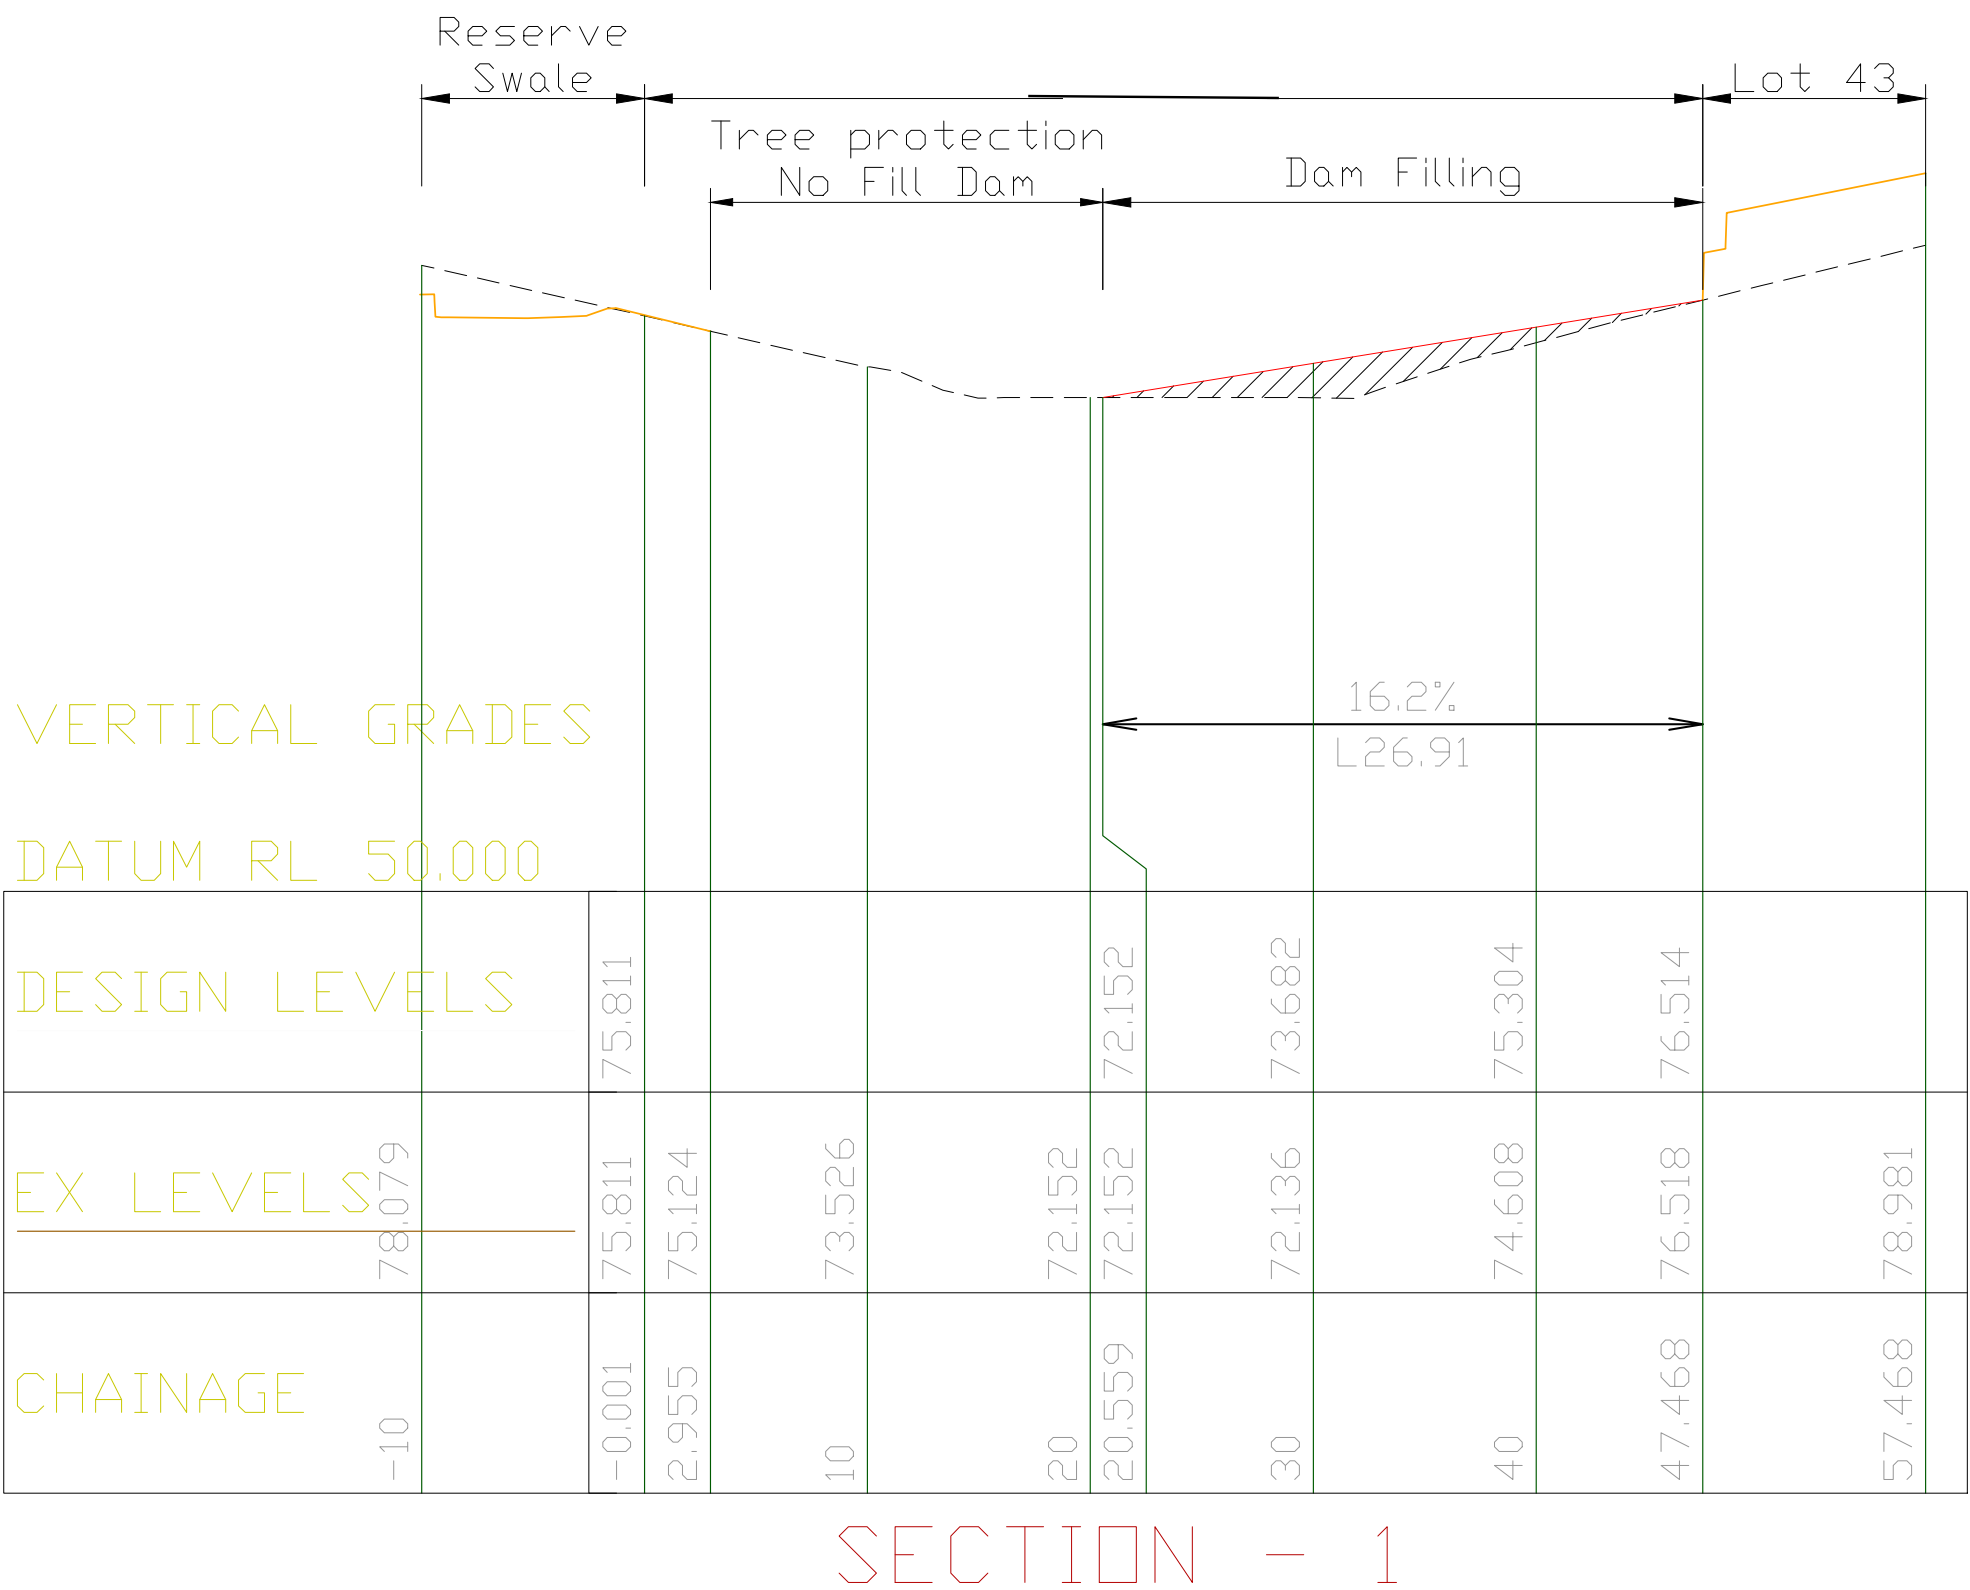 Reserve
Swale
Lot 43
Tree protection
No Fill Dam
Dam Filling
16.2%
L26.91
VERTICAL GRADES
DATUM RL 50.000
DESIGN LEVELS
75.811
72.152
73.682
75.304
76.514
EX LEVELS
78.079
75.811
75.124
73.526
72.152
72.152
72.136
74.608
76.518
78.981
CHAINAGE
-10
-0.001
2.955
10
20
20.559
30
40
47.468
57.468
SECTION - 1